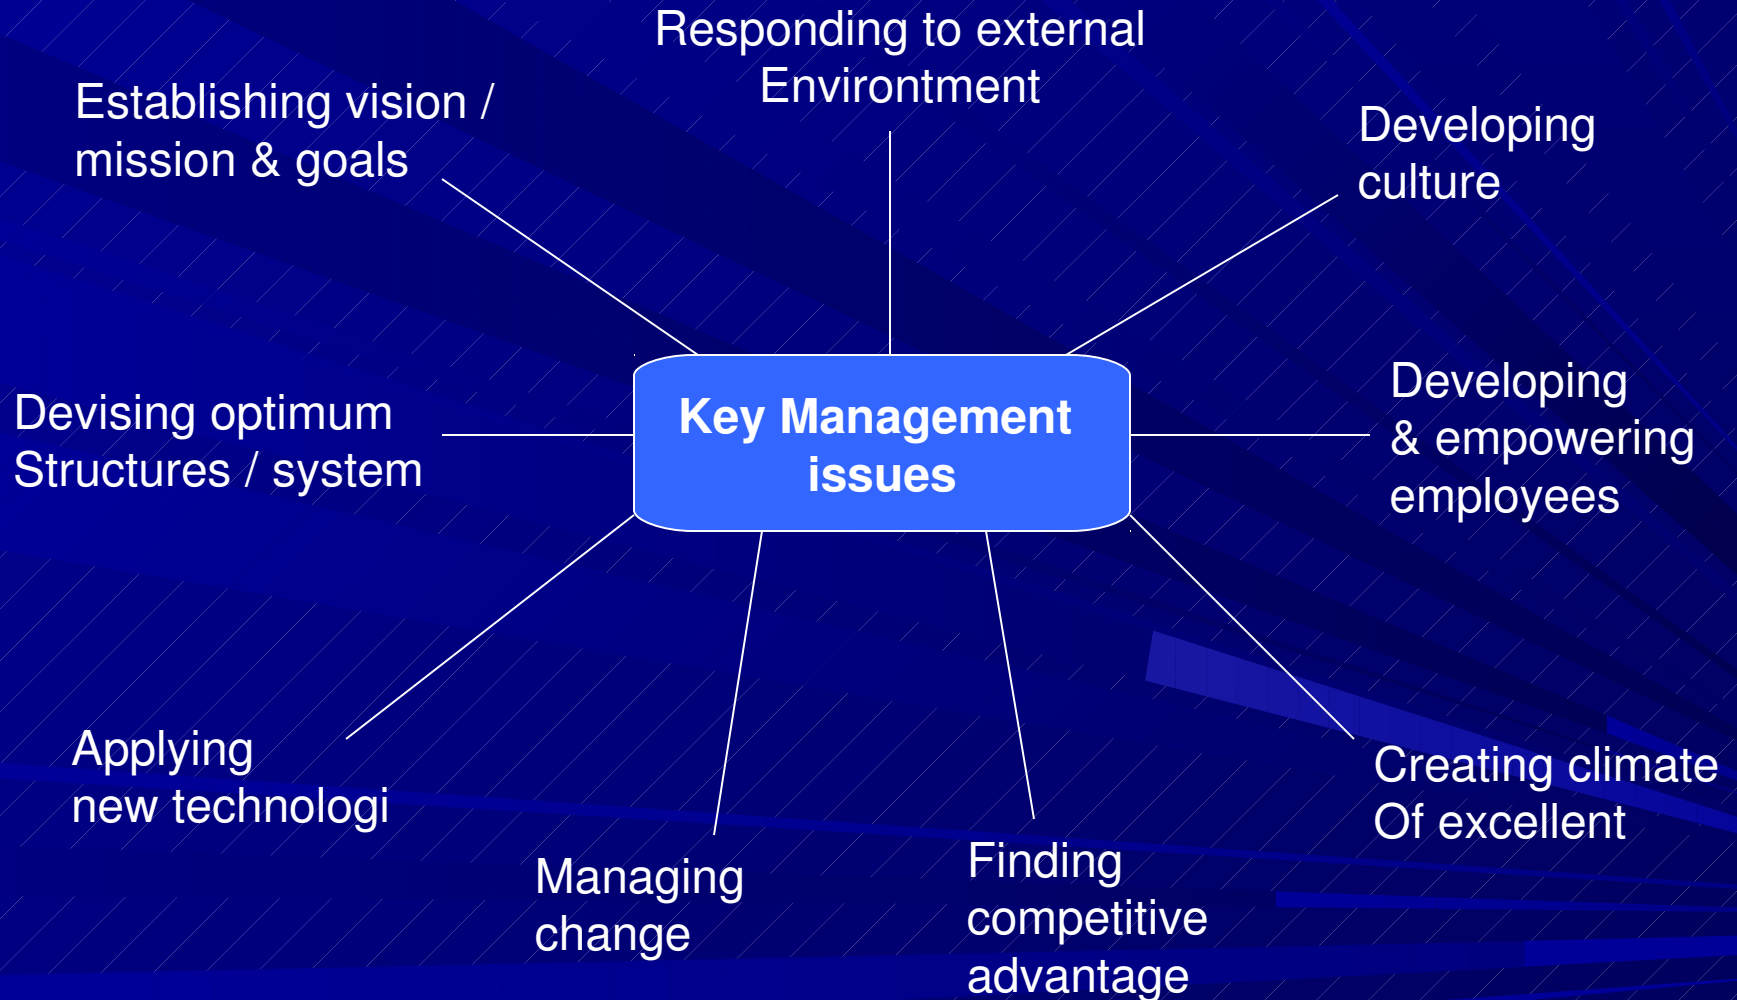 Responding to external
Environtment
Establishing vision /
mission & goals
Developing
culture
Key Management
issues
Devising optimum
Structures / system
Developing
& empowering
employees
Applying
new technologi
Creating climate
Of excellent
Managing
change
Finding
competitive
advantage